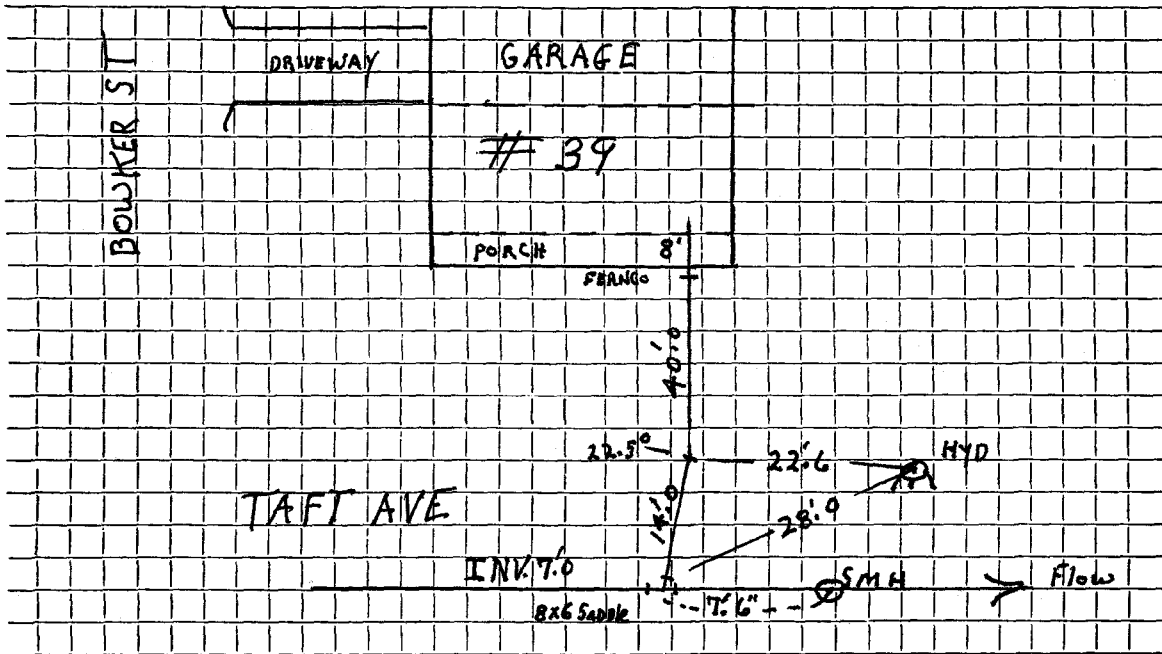 BOWKER ST
DRIVEWAY
GARAGE
# 39
PORCH
8'
FERNCO
40'.0
22.5°
22'.6
HYD
14'.0
28'.9
TAFT AVE
INV. 7'.0
SMH
Flow
8X6 SADDLE
7'.6"